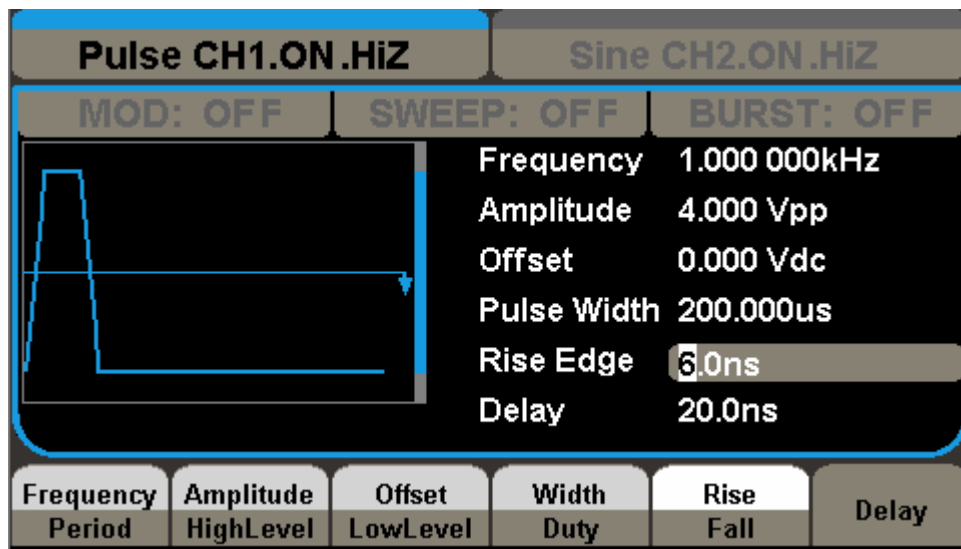 Pulse CH1.ON.HiZ Sine CH2.ON.HiZ
MOD: OFF SWEEP: OFF BURST: OFF
Frequency 1.000 000kHz
Amplitude 4.000 Vpp
Offset 0.000 Vdc
Pulse Width 200.000us
Rise Edge 6.0ns
Delay 20.0ns
Frequency Amplitude Offset Width Rise Delay
Period HighLevel LowLevel Duty Fall